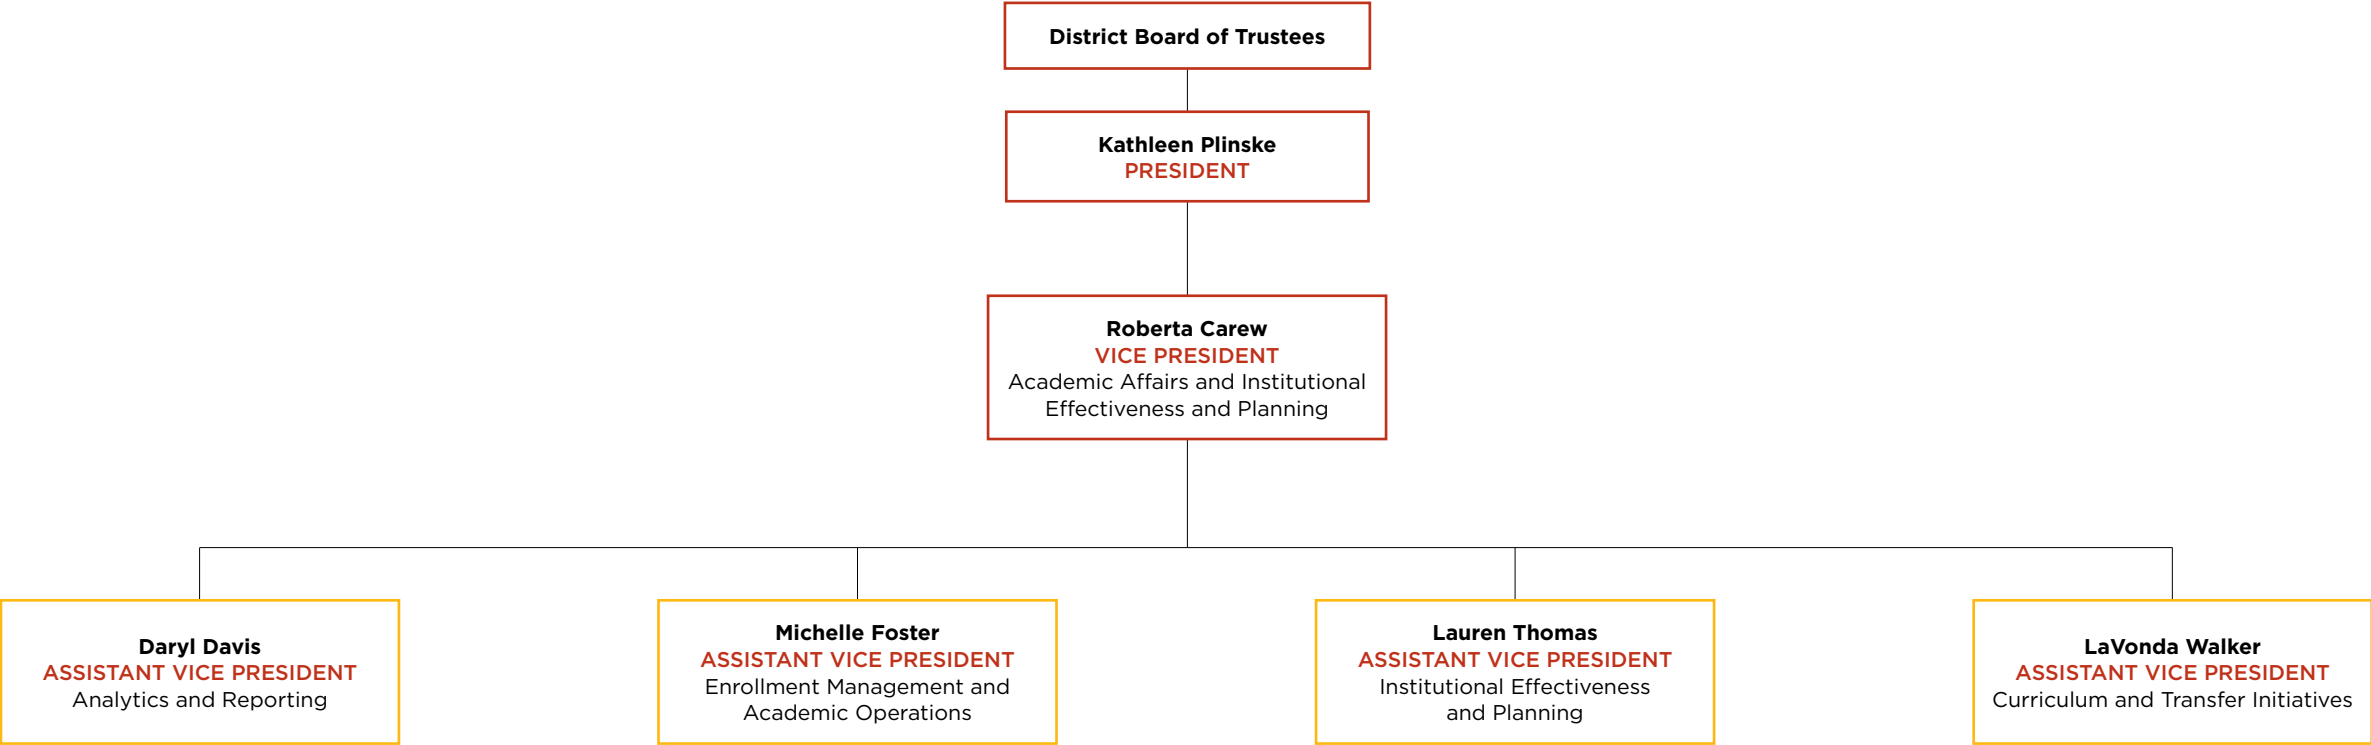 District Board of Trustees
Kathleen Plinske
PRESIDENT
Roberta Carew
VICE PRESIDENT
Academic Affairs and Institutional
Effectiveness and Planning
Daryl Davis
ASSISTANT VICE PRESIDENT
Analytics and Reporting
Michelle Foster
ASSISTANT VICE PRESIDENT
Enrollment Management and
Academic Operations
Lauren Thomas
ASSISTANT VICE PRESIDENT
Institutional Effectiveness
and Planning
LaVonda Walker
ASSISTANT VICE PRESIDENT
Curriculum and Transfer Initiatives